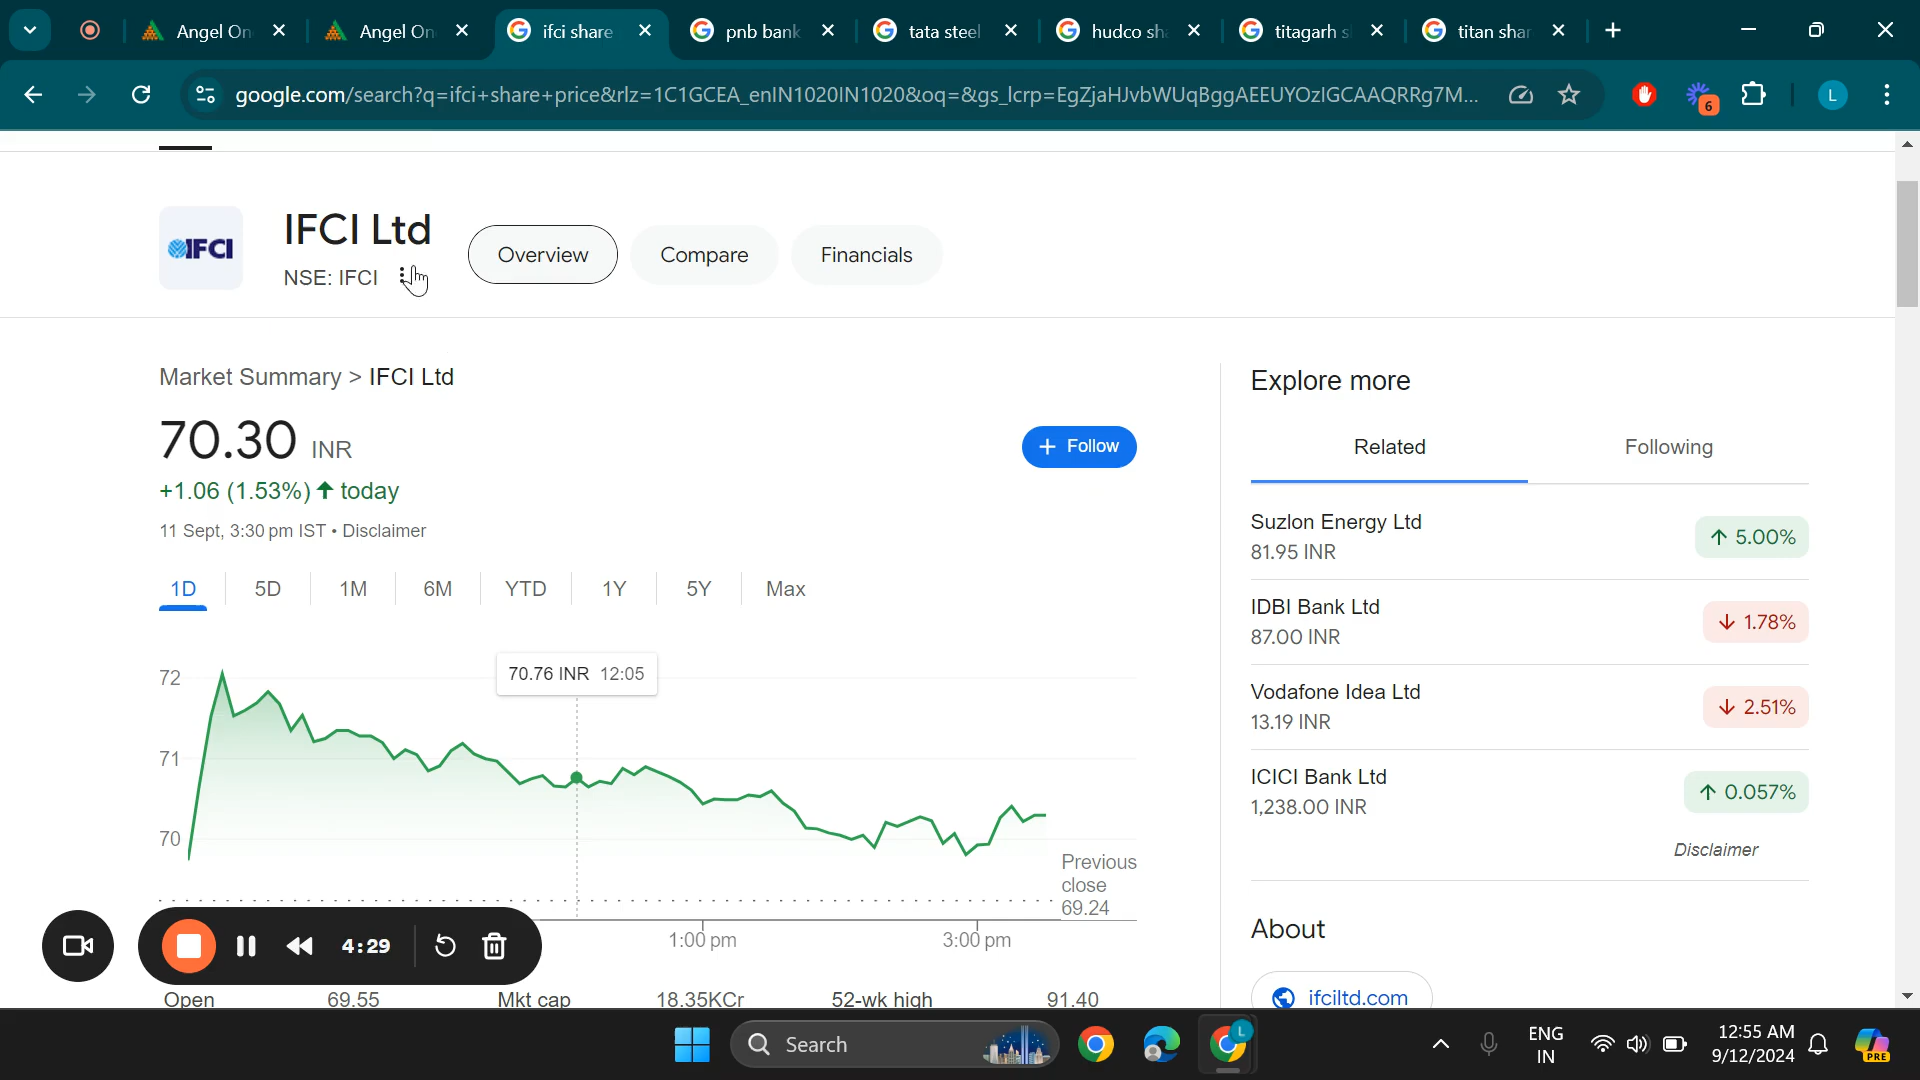 Angel On
Angel On
ifci share
pnb bank
tata steel
hudco sh
titagarh s
titan shar
google.com/search?q=ifci+share+price&rlz=1C1GCEA_enIN1020IN1020&oq=&gs_lcrp=EgZjaHJvbWUqBggAEEUYOzIGCAAQRRg7M...
6
L
IFCI
IFCI Ltd
NSE: IFCI
Overview
Compare
Financials
Market Summary > IFCI Ltd
70.30 INR
+ Follow
+1.06 (1.53%) ↑ today
11 Sept, 3:30 pm IST • Disclaimer
1D
5D
1M
6M
YTD
1Y
5Y
Max
70.76 INR 12:05
72
71
70
Previous
close
69.24
1:00 pm
3:00 pm
4:29
Open 69.55
Mkt cap 18.35KCr
52-wk high 91.40
Explore more
Related
Following
Suzlon Energy Ltd
81.95 INR
↑ 5.00%
IDBI Bank Ltd
87.00 INR
↓ 1.78%
Vodafone Idea Ltd
13.19 INR
↓ 2.51%
ICICI Bank Ltd
1,238.00 INR
↑ 0.057%
Disclaimer
About
ifciltd.com
Search
L
ENG
IN
12:55 AM
9/12/2024
PRE